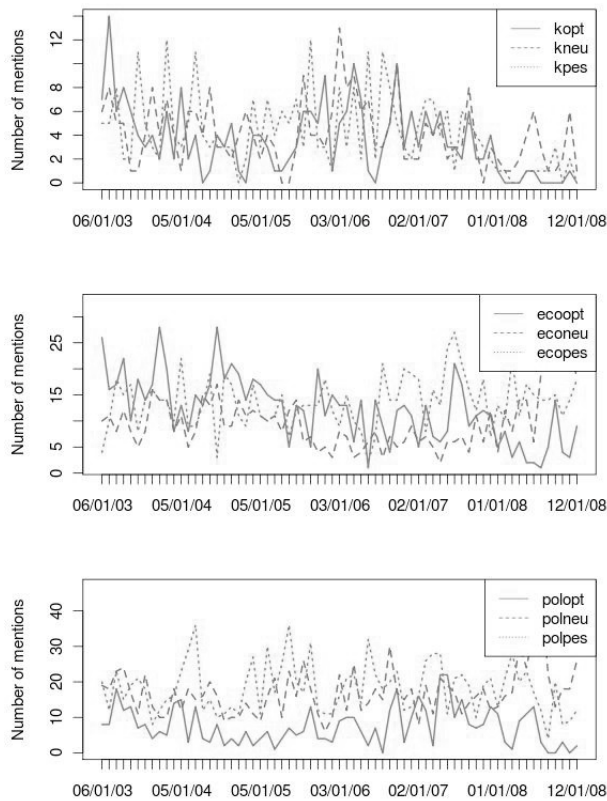 Number of mentions
12
10
8
6
4
2
0
kopt
kneu
kpes
06/01/03 05/01/04 05/01/05 03/01/06 02/01/07 01/01/08 12/01/08
Number of mentions
25
15
5
0
ecoopt
econeu
ecopes
06/01/03 05/01/04 05/01/05 03/01/06 02/01/07 01/01/08 12/01/08
Number of mentions
40
30
20
10
0
polopt
polneu
polpes
06/01/03 05/01/04 05/01/05 03/01/06 02/01/07 01/01/08 12/01/08